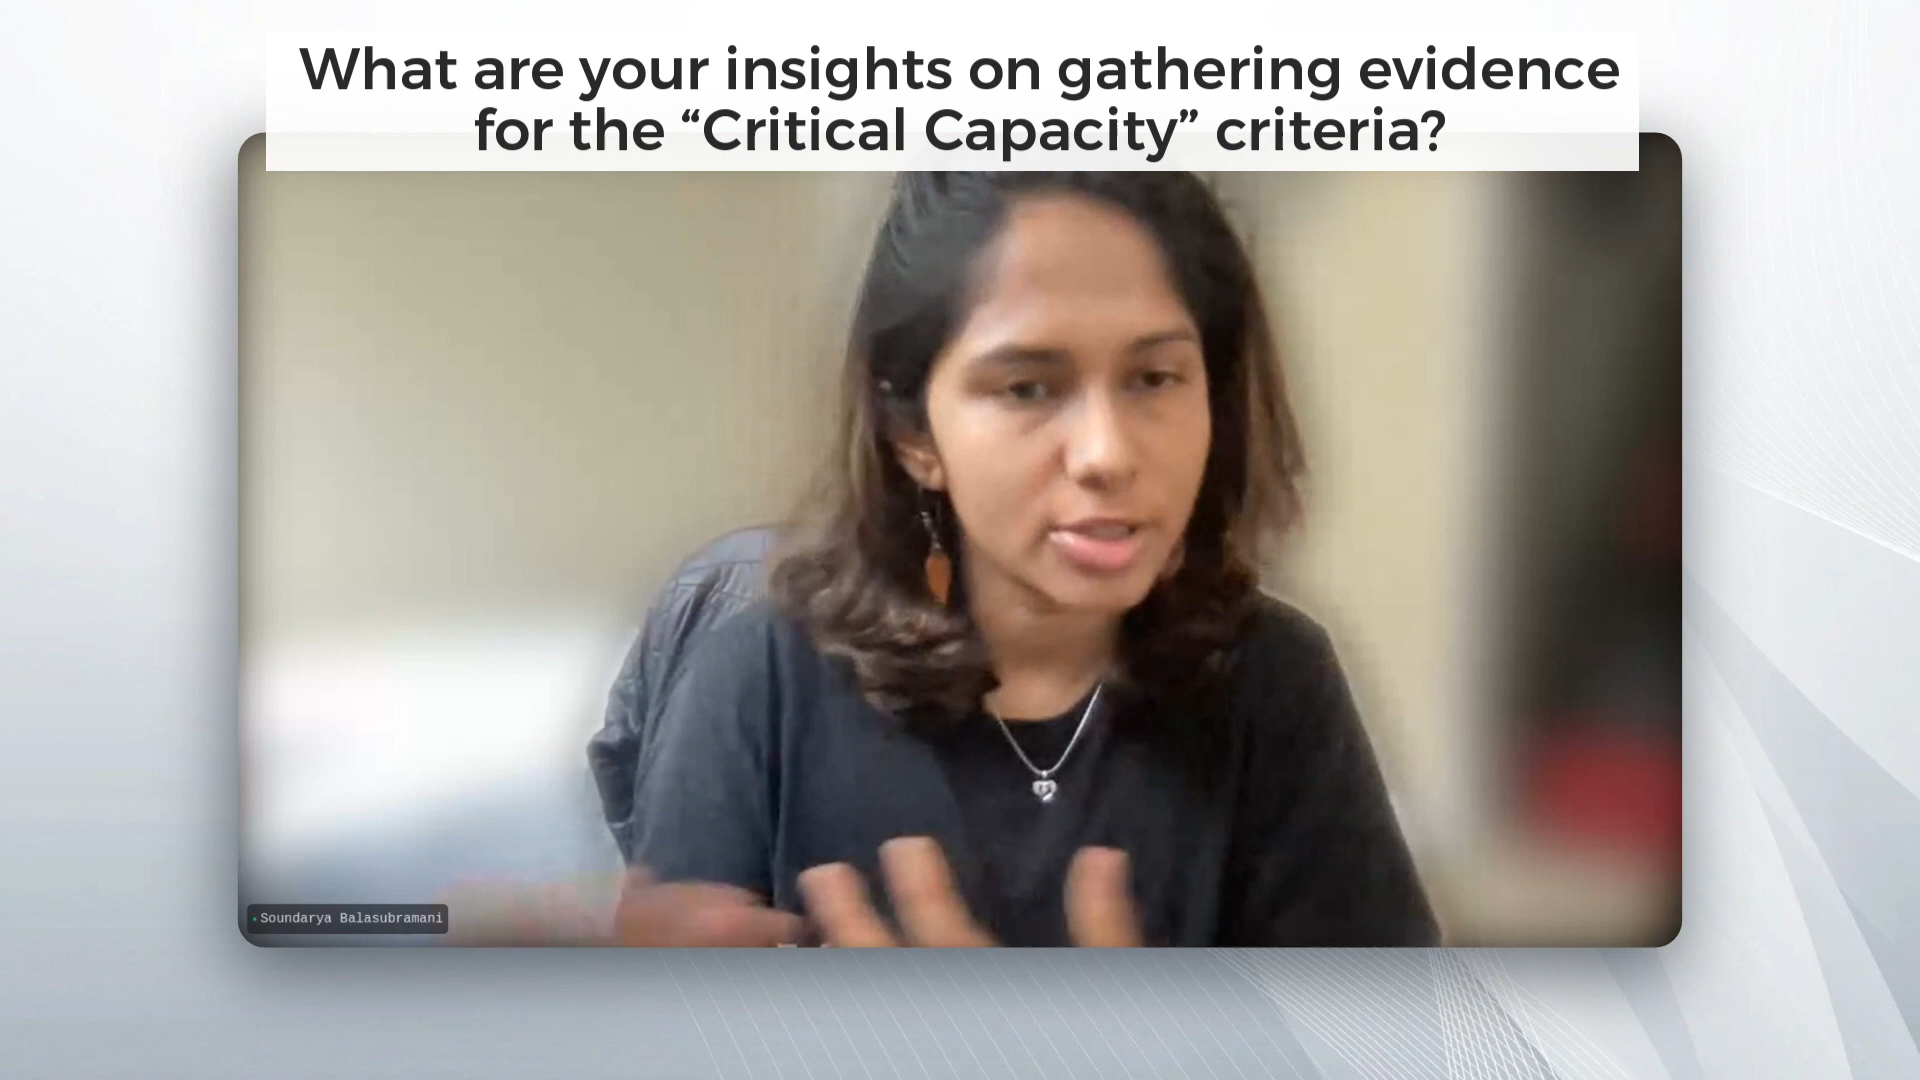 What are your insights on gathering evidence
for the “Critical Capacity” criteria?
Soundarya Balasubramani